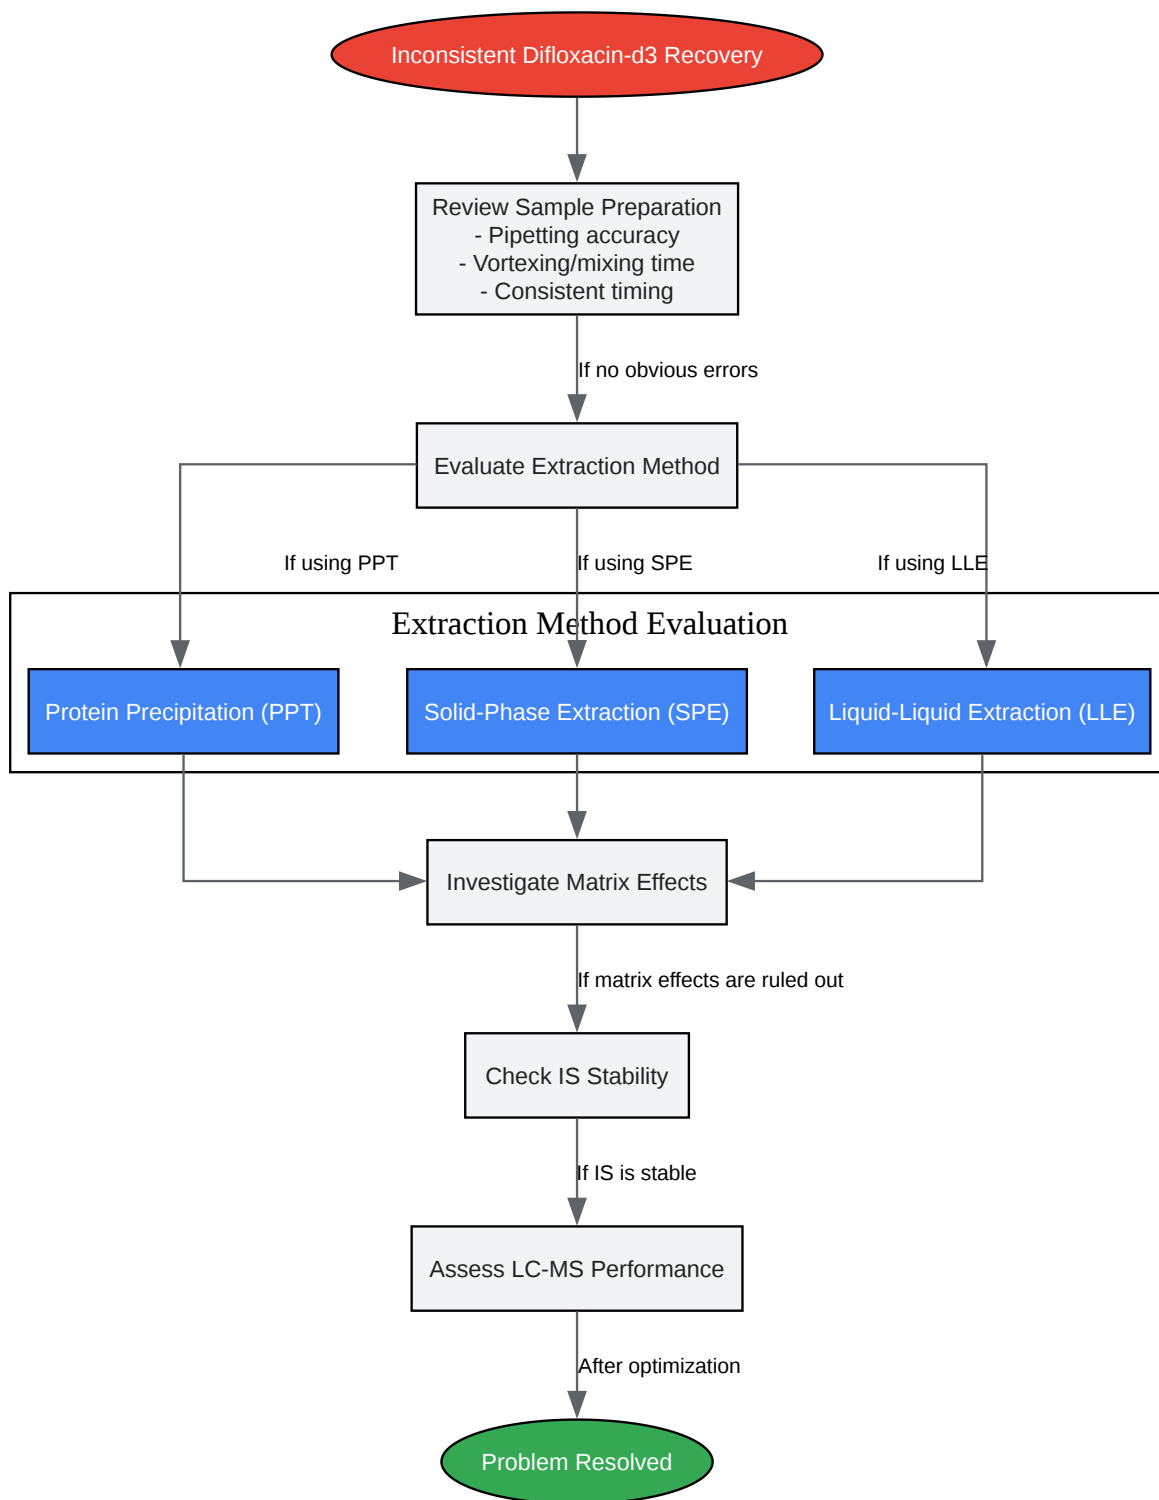 Inconsistent Difloxacin-d3 Recovery
Review Sample Preparation
- Pipetting accuracy
- Vortexing/mixing time
- Consistent timing
If no obvious errors
Evaluate Extraction Method
If using PPT
If using SPE
If using LLE
Extraction Method Evaluation
Protein Precipitation (PPT)
Solid-Phase Extraction (SPE)
Liquid-Liquid Extraction (LLE)
Investigate Matrix Effects
If matrix effects are ruled out
Check IS Stability
If IS is stable
Assess LC-MS Performance
After optimization
Problem Resolved